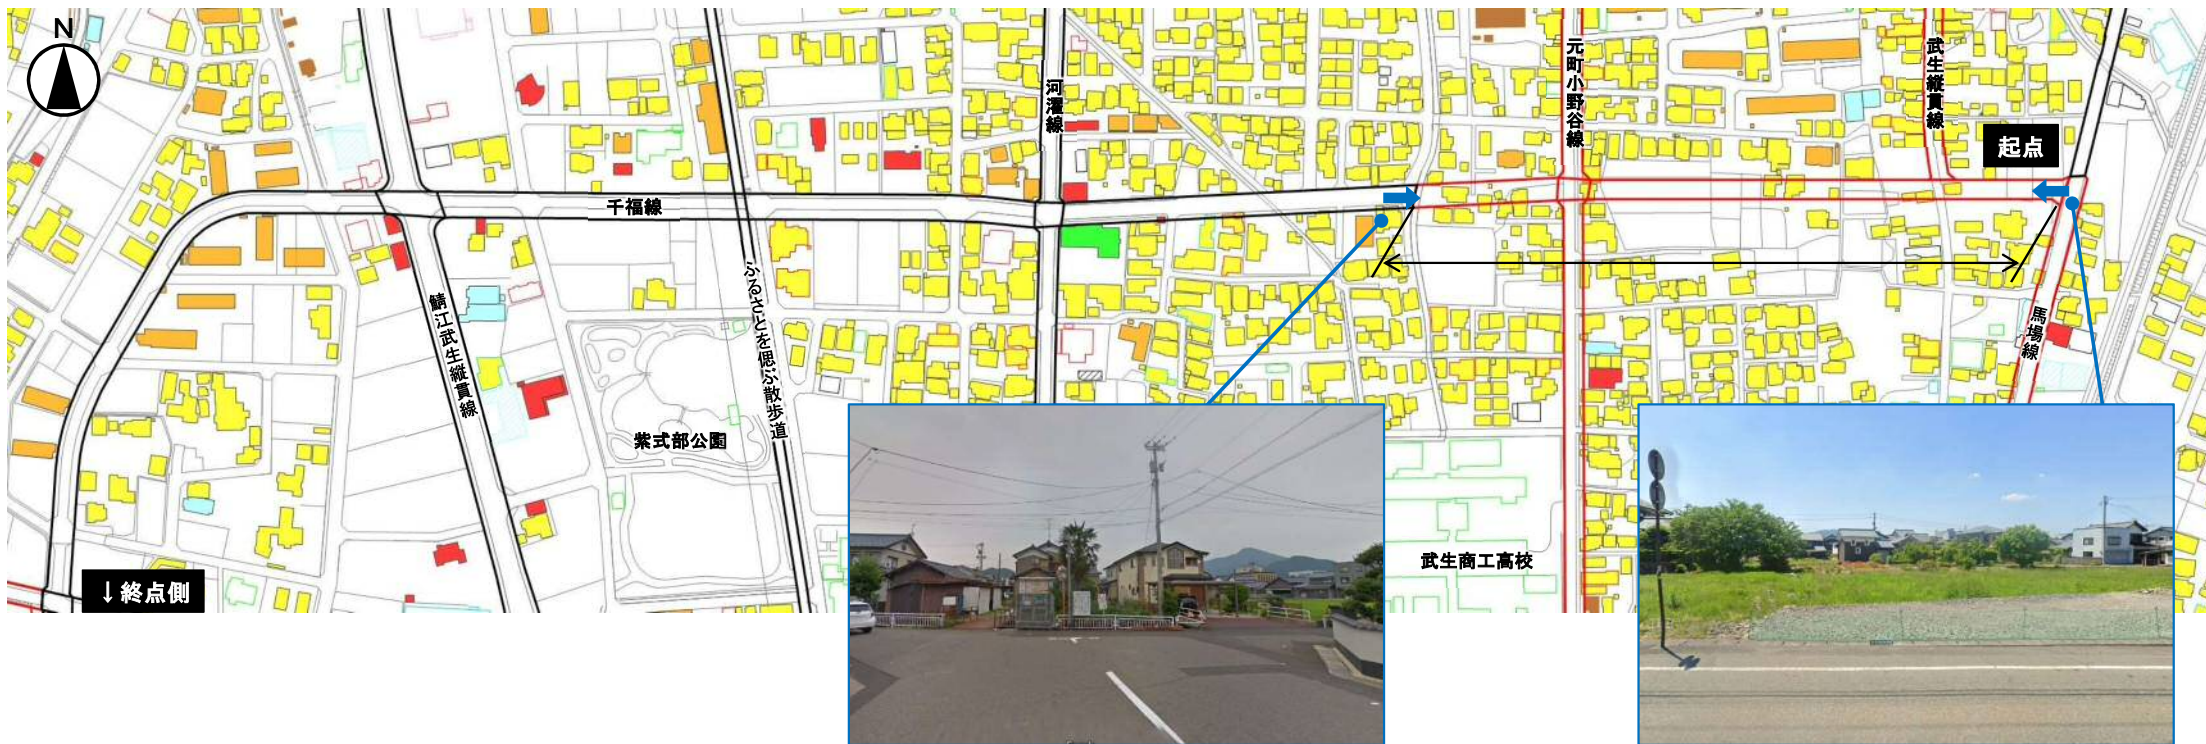 N
河濯線
元町小野谷線
武生縦貫線
起点
千福線
鯖江武生縦貫線
ふるさとを偲ぶ散歩道
馬場線
紫式部公園
武生商工高校
↓終点側